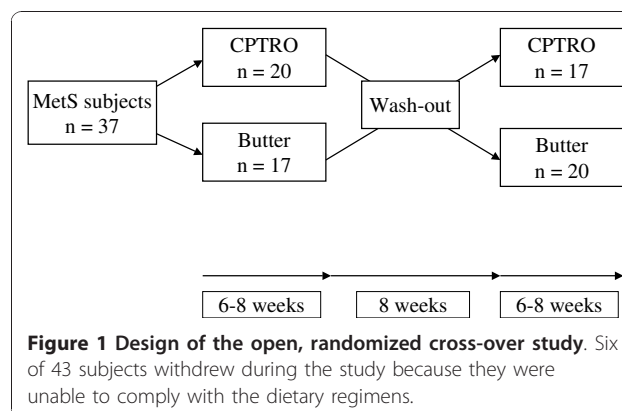 CPTRO
n = 20
CPTRO
n = 17
MetS subjects
n = 37
Wash-out
Butter
n = 17
Butter
n = 20
6-8 weeks
8 weeks
6-8 weeks
Figure 1 Design of the open, randomized cross-over study. Six
of 43 subjects withdrew during the study because they were
unable to comply with the dietary regimens.